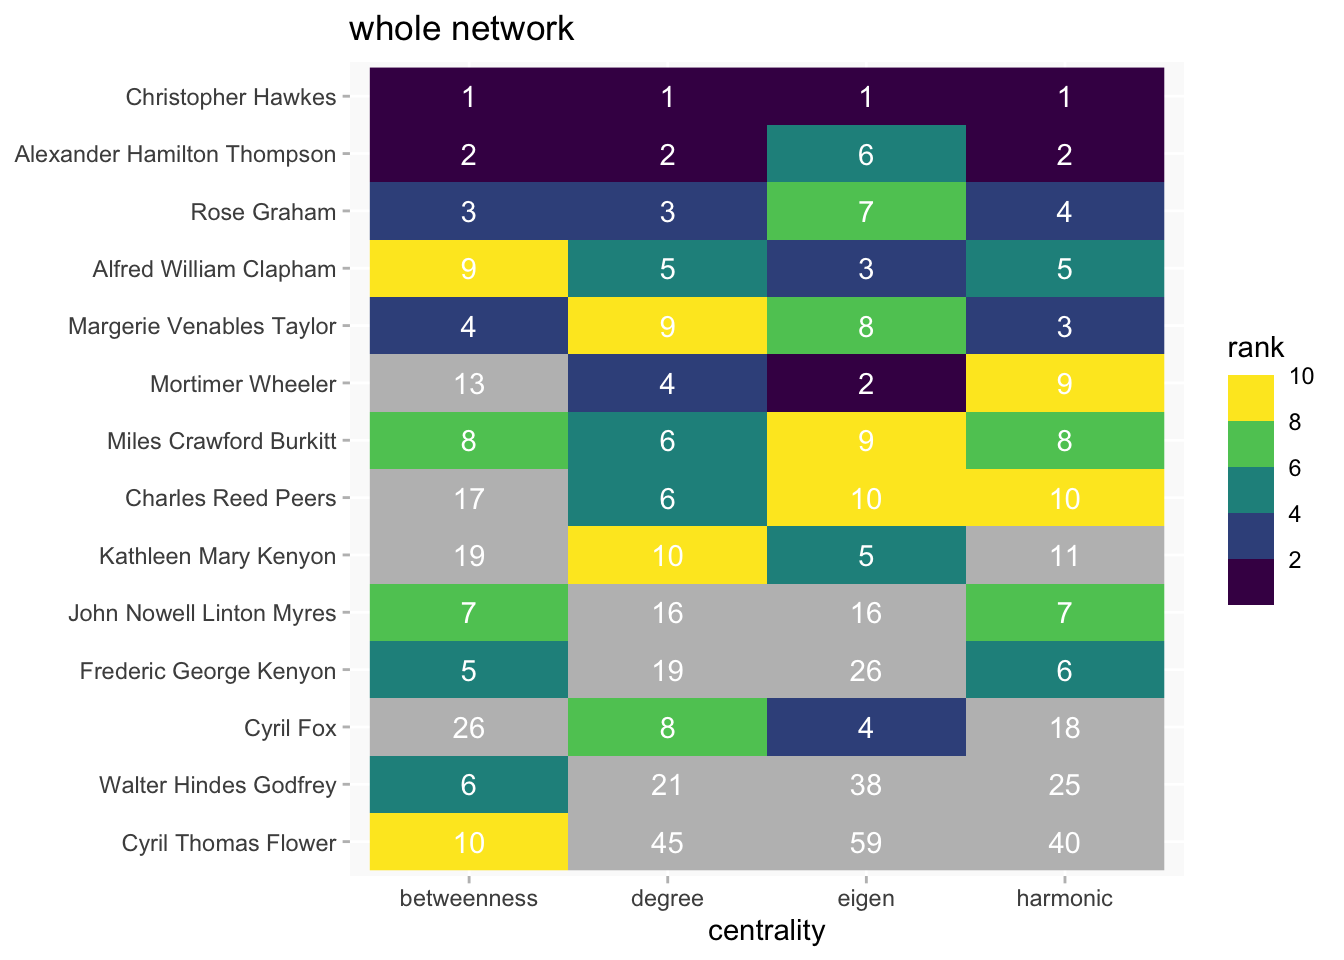 whole network
Christopher Hawkes 1 1 1 1
Alexander Hamilton Thompson 2 2 6 2
Rose Graham 3 3 7 4
Alfred William Clapham 9 5 3 5
Margerie Venables Taylor 4 9 8 3
Mortimer Wheeler 13 4 2 9
Miles Crawford Burkitt 8 6 9 8
Charles Reed Peers 17 6 10 10
Kathleen Mary Kenyon 19 10 5 11
John Nowell Linton Myres 7 16 16 7
Frederic George Kenyon 5 19 26 6
Cyril Fox 26 8 4 18
Walter Hindes Godfrey 6 21 38 25
Cyril Thomas Flower 10 45 59 40
betweenness degree eigen harmonic
centrality
rank
10
8
6
4
2